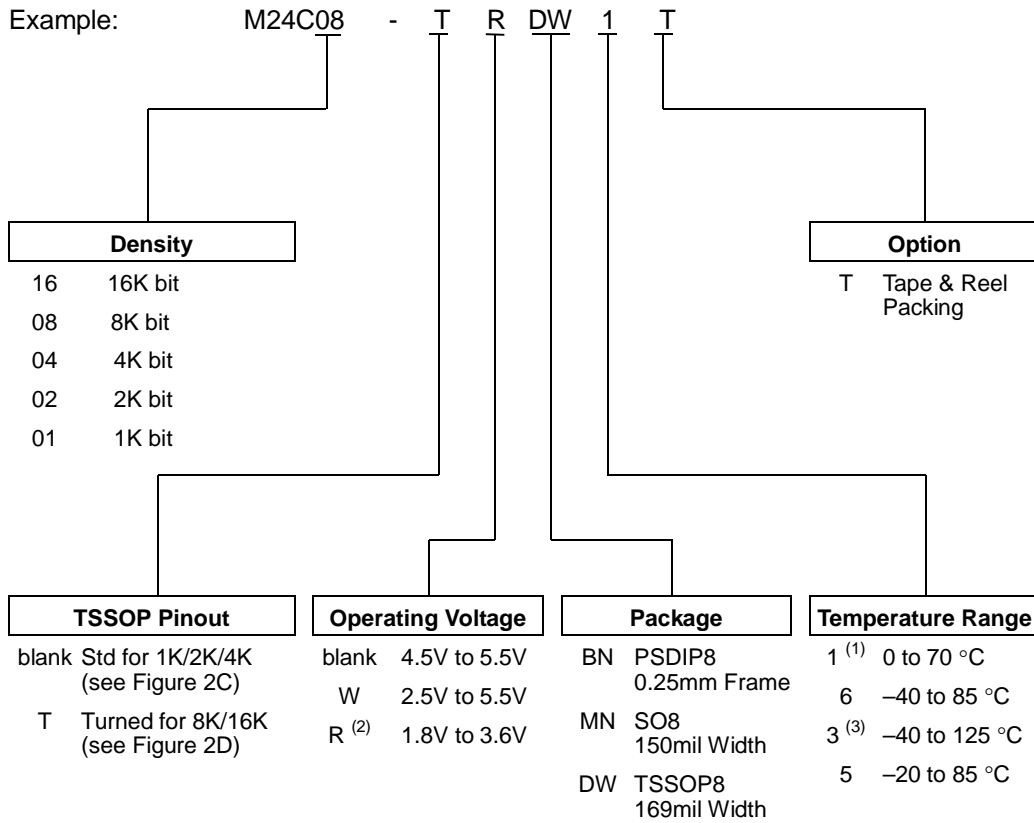 Example: M24C08 - T R DW 1 T
Density
16 16K bit
08 8K bit
04 4K bit
02 2K bit
01 1K bit
Option
T Tape & Reel
Packing
TSSOP Pinout
blank Std for 1K/2K/4K
(see Figure 2C)
T Turned for 8K/16K
(see Figure 2D)
Operating Voltage
blank 4.5V to 5.5V
W 2.5V to 5.5V
R (2) 1.8V to 3.6V
Package
BN PSDIP8
0.25mm Frame
MN SO8
150mil Width
DW TSSOP8
169mil Width
Temperature Range
1 (1) 0 to 70 °C
6 –40 to 85 °C
3 (3) –40 to 125 °C
5 –20 to 85 °C